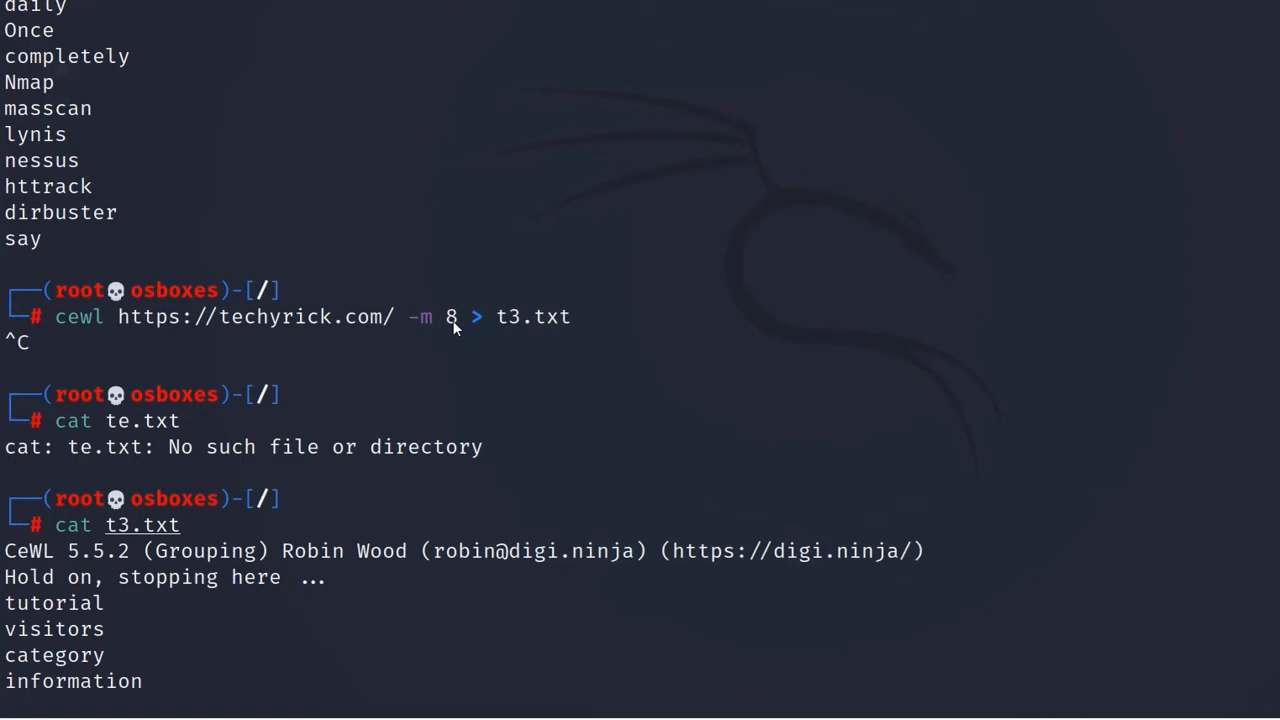 daily
Once
completely
Nmap
masscan
lynis
nessus
httrack
dirbuster
say
┌──(root💀osboxes)-[/]
└─# cewl https://techyrick.com/ -m 8 > t3.txt
^C
┌──(root💀osboxes)-[/]
└─# cat te.txt
cat: te.txt: No such file or directory
┌──(root💀osboxes)-[/]
└─# cat t3.txt
CeWL 5.5.2 (Grouping) Robin Wood (robin@digi.ninja) (https://digi.ninja/)
Hold on, stopping here ...
tutorial
visitors
category
information